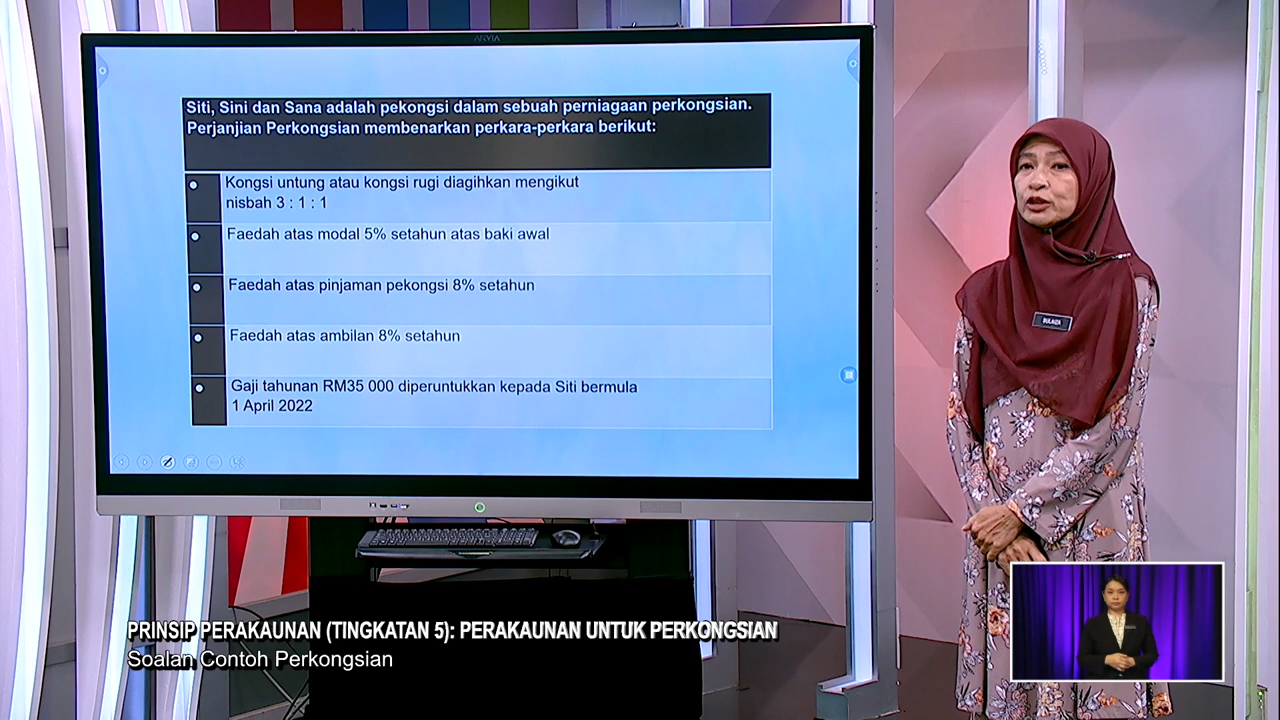 ARVIA
Siti, Sini dan Sana adalah pekongsi dalam sebuah perniagaan perkongsian.
Perjanjian Perkongsian membenarkan perkara-perkara berikut:
Kongsi untung atau kongsi rugi diagihkan mengikut
nisbah 3 : 1 : 1
Faedah atas modal 5% setahun atas baki awal
Faedah atas pinjaman pekongsi 8% setahun
Faedah atas ambilan 8% setahun
Gaji tahunan RM35 000 diperuntukkan kepada Siti bermula
1 April 2022
PRINSIP PERAKAUNAN (TINGKATAN 5): PERAKAUNAN UNTUK PERKONGSIAN
Soalan Contoh Perkongsian